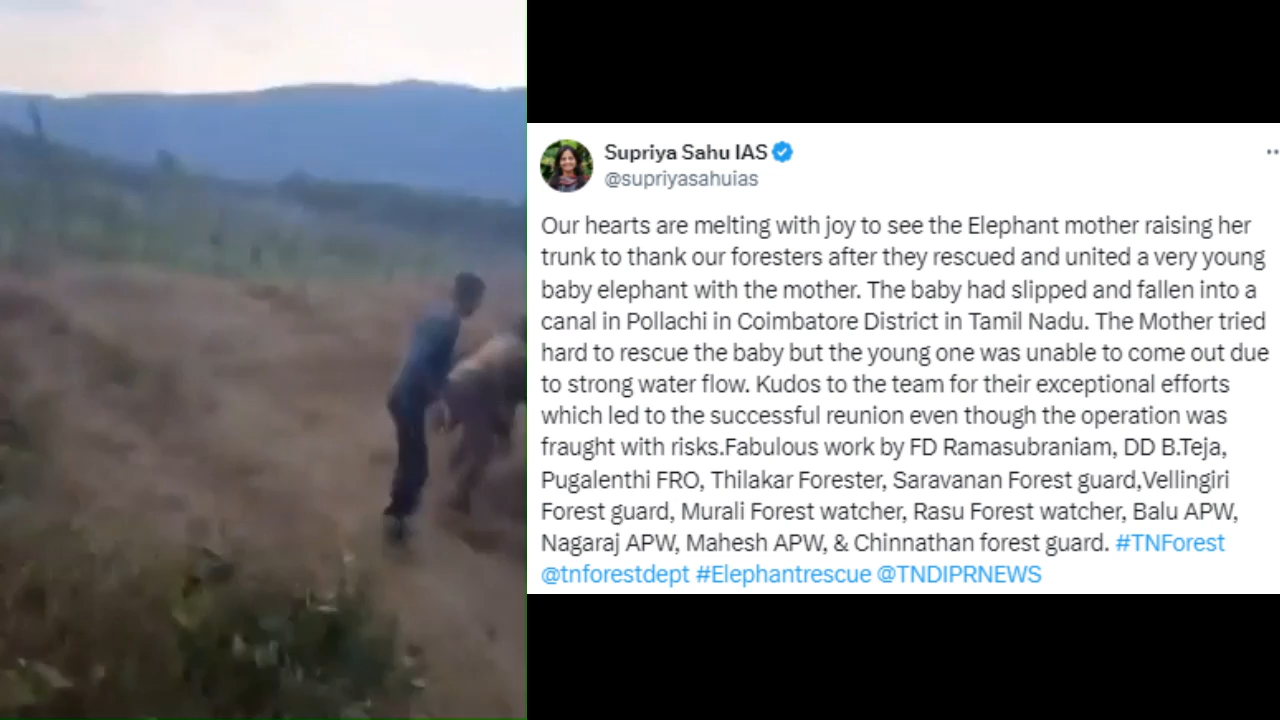 Supriya Sahu IAS
@supriyasahuias
Our hearts are melting with joy to see the Elephant mother raising her
trunk to thank our foresters after they rescued and united a very young
baby elephant with the mother. The baby had slipped and fallen into a
canal in Pollachi in Coimbatore District in Tamil Nadu. The Mother tried
hard to rescue the baby but the young one was unable to come out due
to strong water flow. Kudos to the team for their exceptional efforts
which led to the successful reunion even though the operation was
fraught with risks.Fabulous work by FD Ramasubraniam, DD B.Teja,
Pugalenthi FRO, Thilakar Forester, Saravanan Forest guard,Vellingiri
Forest guard, Murali Forest watcher, Rasu Forest watcher, Balu APW,
Nagaraj APW, Mahesh APW, & Chinnathan forest guard. #TNForest
@tnforestdept #Elephantrescue @TNDIPRNEWS